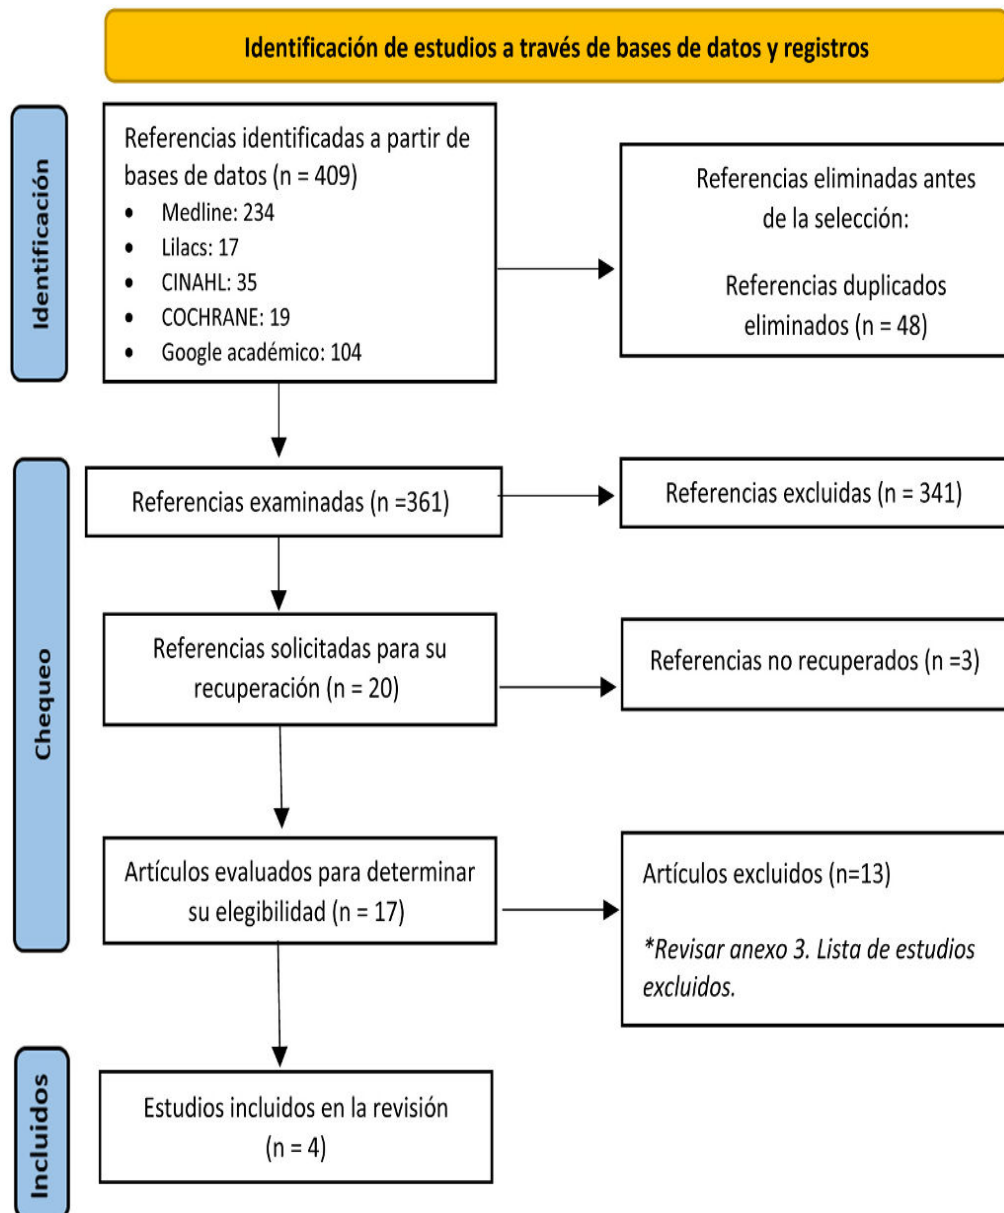 Identificación de estudios a través de bases de datos y registros
Identificación
Referencias identificadas a partir de
bases de datos (n = 409)
• Medline: 234
• Lilacs: 17
• CINAHL: 35
• COCHRANE: 19
• Google académico: 104
Referencias eliminadas antes
de la selección:
Referencias duplicados
eliminados (n = 48)
Chequeo
Referencias examinadas (n =361)
Referencias excluidas (n = 341)
Referencias solicitadas para su
recuperación (n = 20)
Referencias no recuperados (n =3)
Artículos evaluados para determinar
su elegibilidad (n = 17)
Artículos excluidos (n=13)
*Revisar anexo 3. Lista de estudios
excluidos.
Incluidos
Estudios incluidos en la revisión
(n = 4)